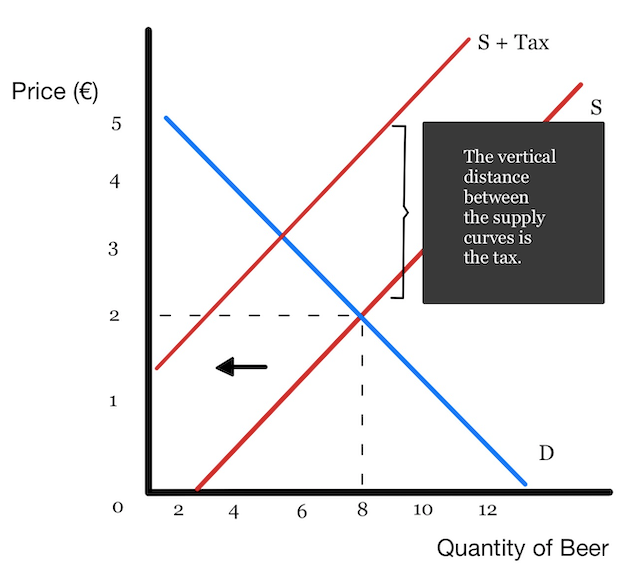 S + Tax
Price (€)
S
5
The vertical
distance
between
the supply
curves is
the tax.
4
3
2
1
D
0 2 4 6 8 10 12
Quantity of Beer